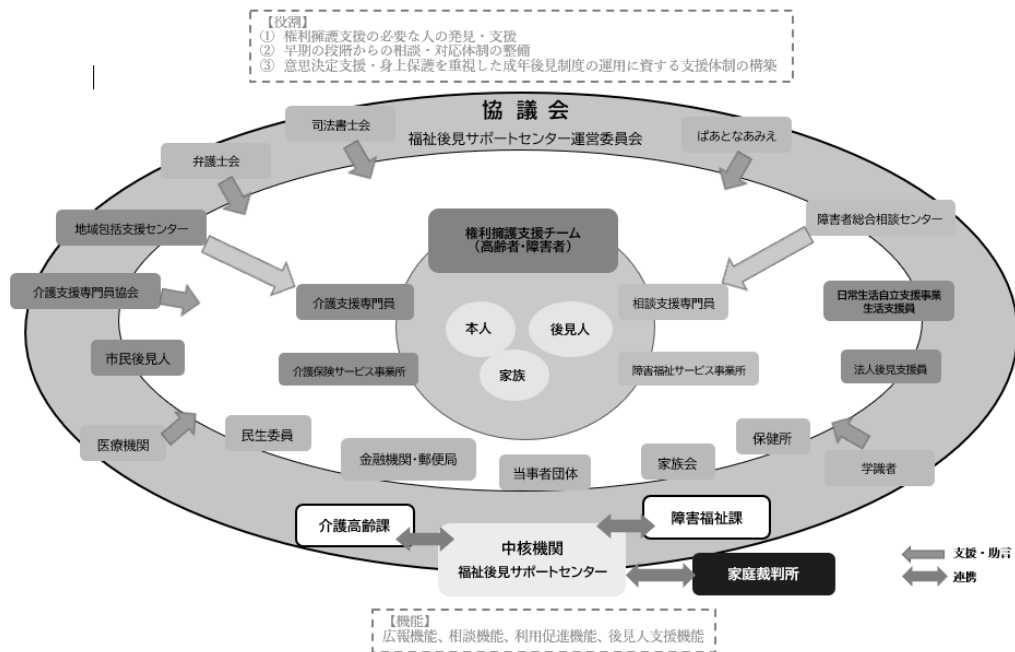 【役割】
① 権利擁護支援の必要な人の発見・支援
② 早期の段階からの相談・対応体制の整備
③ 意思決定支援・身上保護を重視した成年後見制度の運用に資する支援体制の構築
協議会
福祉後見サポートセンター運営委員会
司法書士会
ぱあとなあみえ
弁護士会
地域包括支援センター
障害者総合相談センター
権利擁護支援チーム
(高齢者・障害者)
介護支援専門員協会
介護支援専門員
相談支援専門員
日常生活自立支援事業
生活支援員
本人
後見人
家族
市民後見人
介護保険サービス事業所
障害福祉サービス事業所
法人後見支援員
医療機関
民生委員
金融機関・郵便局
当事者団体
家族会
保健所
学識者
介護高齢課
障害福祉課
中核機関
福祉後見サポートセンター
家庭裁判所
支援・助言
連携
【機能】
広報機能、相談機能、利用促進機能、後見人支援機能